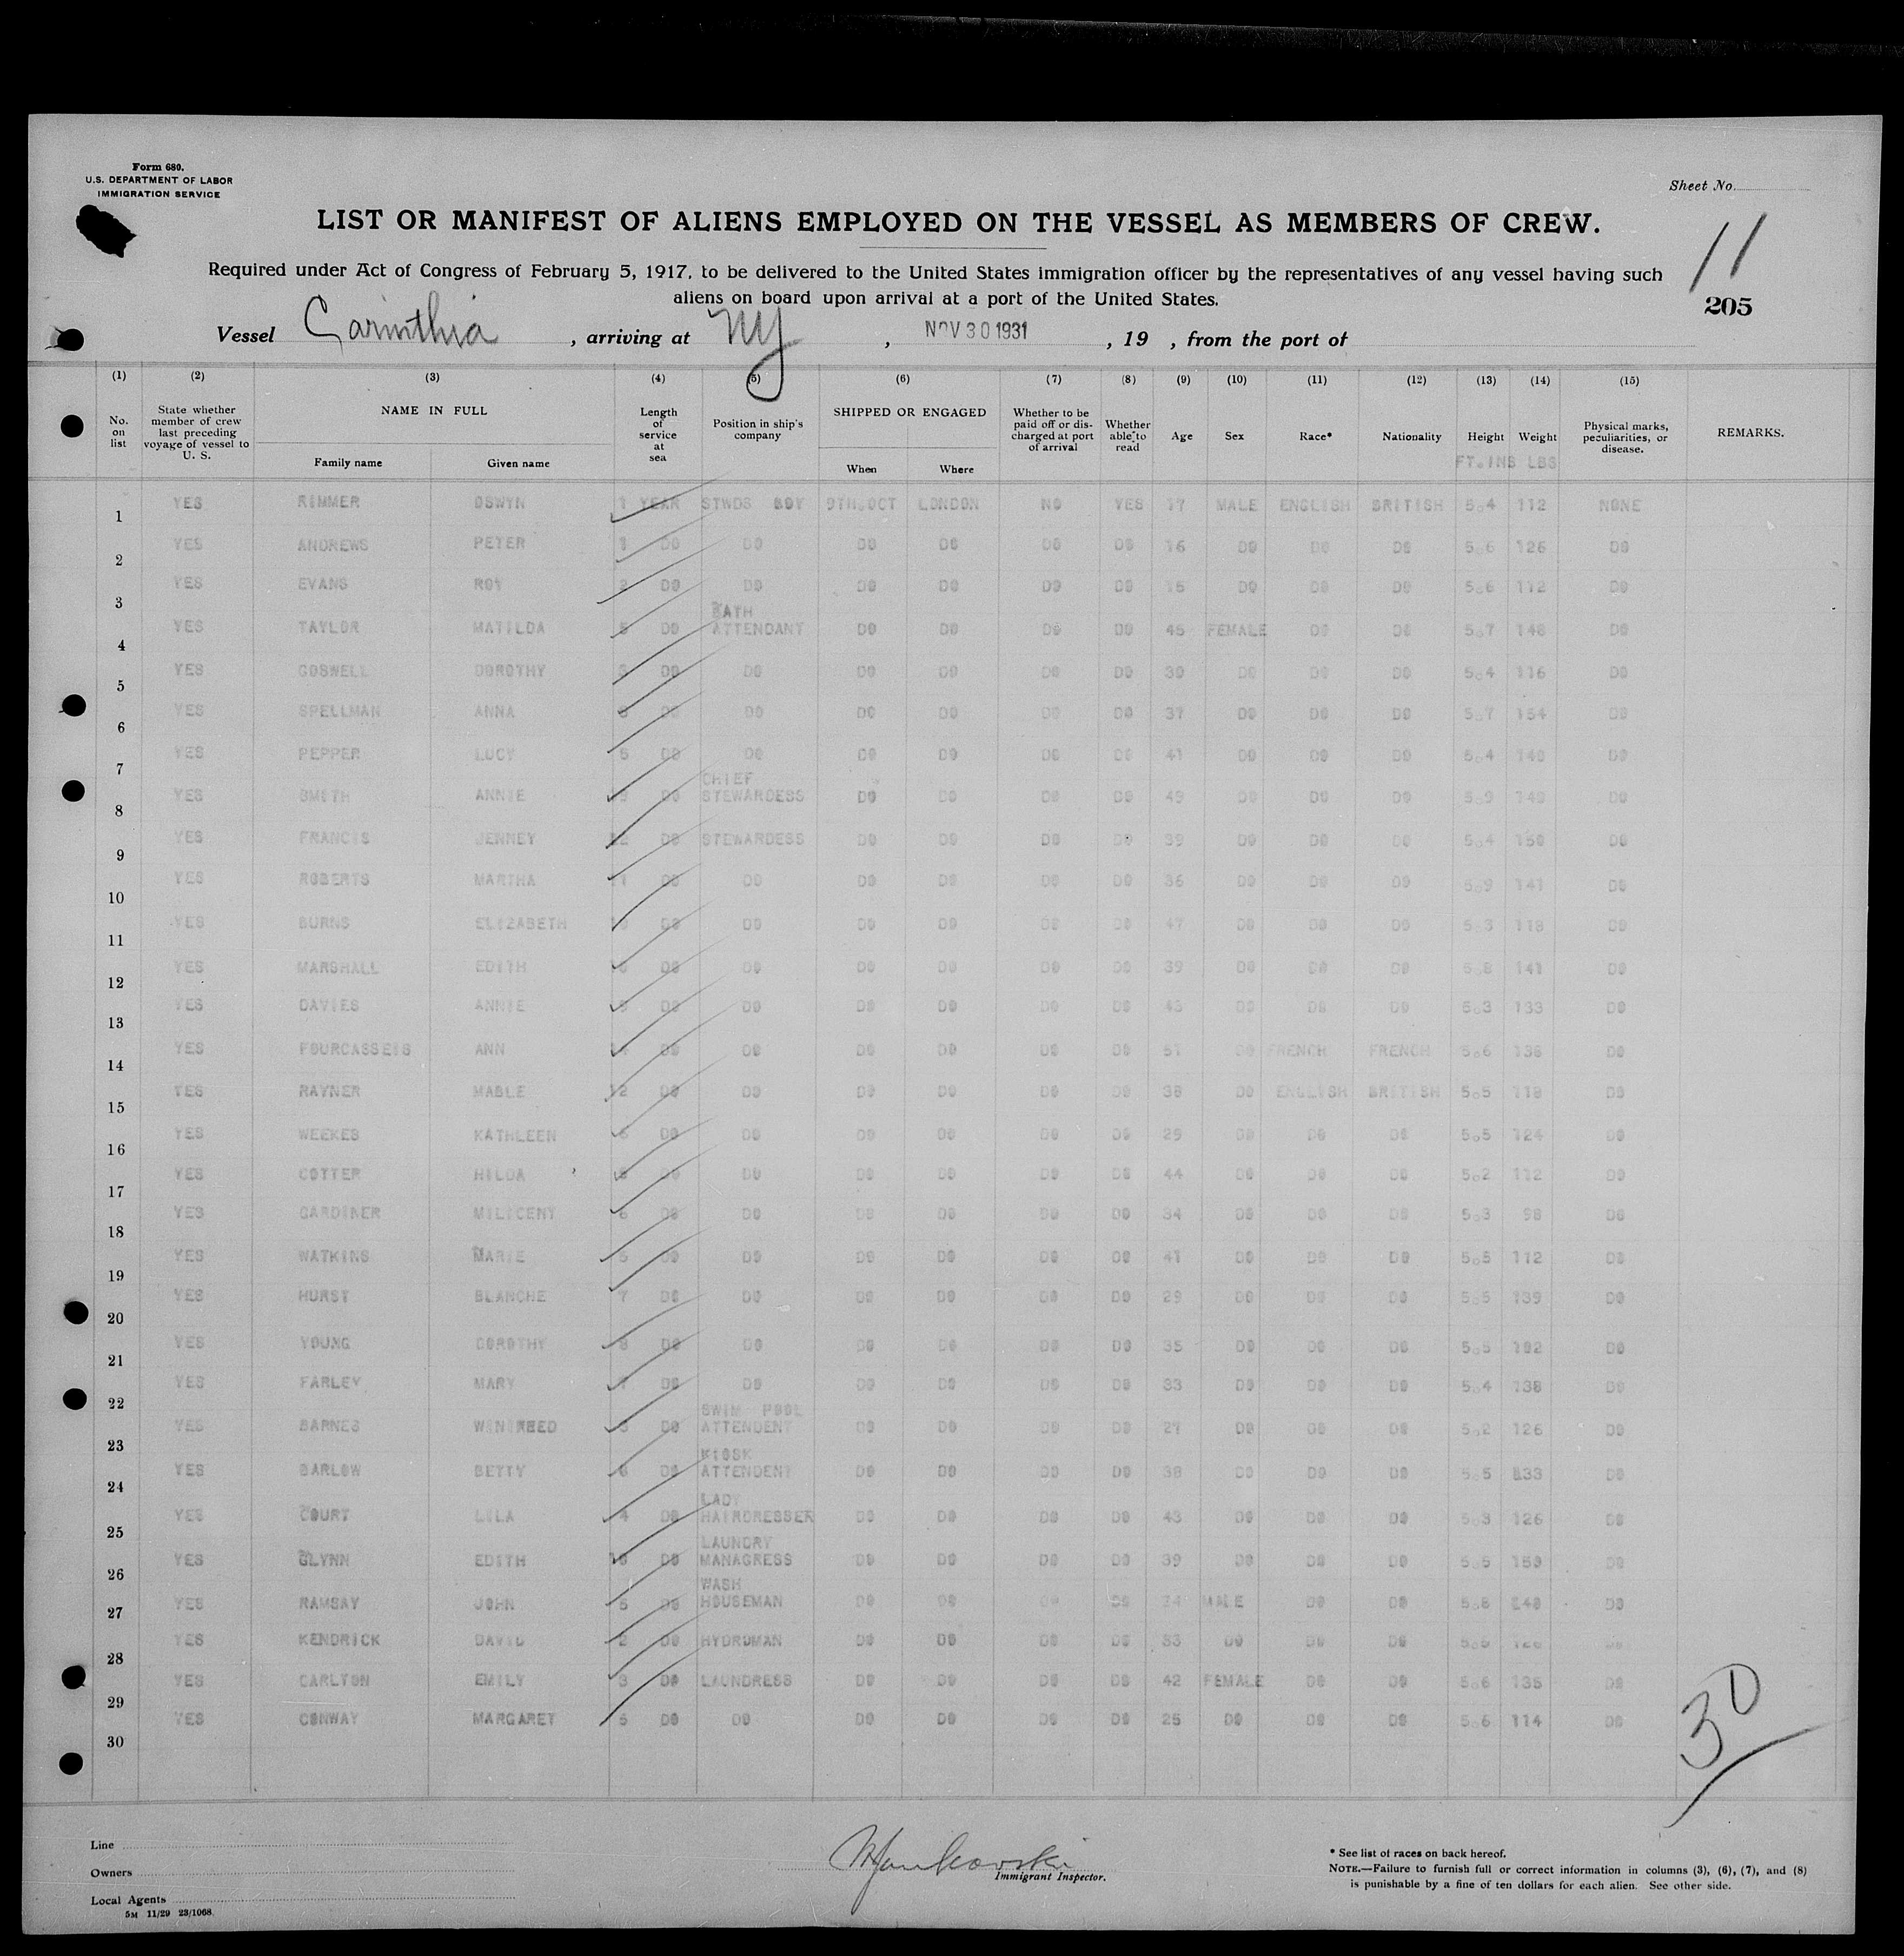 Form 680.
U.S. DEPARTMENT OF LABOR
IMMIGRATION SERVICE
Sheet No.
LIST OR MANIFEST OF ALIENS EMPLOYED ON THE VESSEL AS MEMBERS OF CREW.
11
Required under Act of Congress of February 5, 1917, to be delivered to the United States immigration officer by the representatives of any vessel having such
aliens on board upon arrival at a port of the United States.
205
Vessel Carinthia, arriving at NY, NOV 30 1931, 19 , from the port of
(1) (2) (3) (4) (5) (6) (7) (8) (9) (10) (11) (12) (13) (14) (15)
No. on list State whether member of crew last preceding voyage of vessel to U. S. NAME IN FULL Family name Given name Length of service at sea Position in ship's company SHIPPED OR ENGAGED When Where Whether to be paid off or discharged at port of arrival Whether able to read Age Sex Race* Nationality Height Weight Physical marks, peculiarities, or disease. REMARKS.
FT.INS LBS
1 YES RIMMER OSWYN 1 YEAR STWDS BOY 9TH.OCT LONDON NO YES 17 MALE ENGLISH BRITISH 5.4 112 NONE
2 YES ANDREWS PETER DO DO DO DO DO DO 16 DO DO DO 5.6 126 DO
3 YES EVANS ROY DO DO DO DO DO DO DO DO DO 5.6 112 DO
4 YES TAYLOR MATILDA DO BATH ATTENDANT DO DO DO DO 45 FEMALE DO DO 5.7 148 DO
5 YES GOSWELL DOROTHY DO DO DO DO DO DO 39 DO DO DO 5.4 116 DO
6 YES SPELLMAN ANNA DO DO DO DO DO DO 37 DO DO DO 5.7 154 DO
7 YES PEPPER LUCY 5 DO DO DO DO DO DO 41 DO DO DO 5.4 140 DO
8 YES SMITH ANNIE DO CHIEF STEWARDESS DO DO DO DO 49 DO DO DO 5.9 149 DO
9 YES FRANCIS JENNEY 12 DO STEWARDESS DO DO DO DO 39 DO DO DO 5.4 150 DO
10 YES ROBERTS MARTHA 11 DO DO DO DO DO DO 36 DO DO DO 5.9 141 DO
11 YES BURNS ELIZABETH DO DO DO DO DO DO 47 DO DO DO 5.3 DO
12 YES MARSHALL EDITH DO DO DO DO DO DO 39 DO DO DO 5.8 141 DO
13 YES DAVIES ANNIE DO DO DO DO DO DO 43 DO DO DO 5.3 133 DO
14 YES FOURCASSEIS ANN DO DO DO DO DO DO 51 DO FRENCH FRENCH 5.6 DO
15 YES RAYNER MABLE 12 DO DO DO DO DO DO 38 DO ENGLISH BRITISH 5.5 DO
16 YES WEEKES KATHLEEN 6 DO DO DO DO DO DO 29 DO DO DO 5.5 124 DO
17 YES COTTER HILDA DO DO DO DO DO DO 44 DO DO DO 5.2 112 DO
18 YES GARDINER MILICENT 6 DO DO DO DO DO DO 34 DO DO DO 5.3 98 DO
19 YES WATKINS MARIE 5 DO DO DO DO DO DO 41 DO DO DO 5.5 112 DO
20 YES HURST BLANCHE 7 DO DO DO DO DO DO 29 DO DO DO 5.5 139 DO
21 YES YOUNG DOROTHY 8 DO DO DO DO DO DO 35 DO DO DO 5.5 DO
22 YES FARLEY MARY DO DO DO DO DO DO 33 DO DO DO 5.4 138 DO
23 YES BARNES WINIFRED DO SWIM POOL ATTENDENT DO DO DO DO 27 DO DO DO 5.2 126 DO
24 YES BARLOW BETTY 6 DO KIOSK ATTENDENT DO DO DO DO 38 DO DO DO 5.5 133 DO
25 YES COURT LILA 4 DO LADY HAIRDRESSER DO DO DO DO 43 DO DO DO 5.3 126 DO
26 YES GLYNN EDITH DO LAUNDRY MANAGRESS DO DO DO DO 39 DO DO DO 5.5 DO
27 YES RAMSAY JOHN 5 DO WASH HOUSEMAN DO DO DO DO MALE DO DO 5.8 DO
28 YES KENDRICK DAVID 2 DO HYDROMAN DO DO DO DO 33 DO DO DO DO
29 YES CARLTON EMILY 3 DO LAUNDRESS DO DO DO DO 42 FEMALE DO DO 5.6 135 DO
30 YES CONWAY MARGARET 5 DO DO DO DO DO DO 25 DO DO DO 5.6 114 DO
30
Line
Owners
Local Agents
5M 11/29 23/1068
Immigrant Inspector.
* See list of races on back hereof.
NOTE.—Failure to furnish full or correct information in columns (3), (6), (7), and (8)
is punishable by a fine of ten dollars for each alien. See other side.